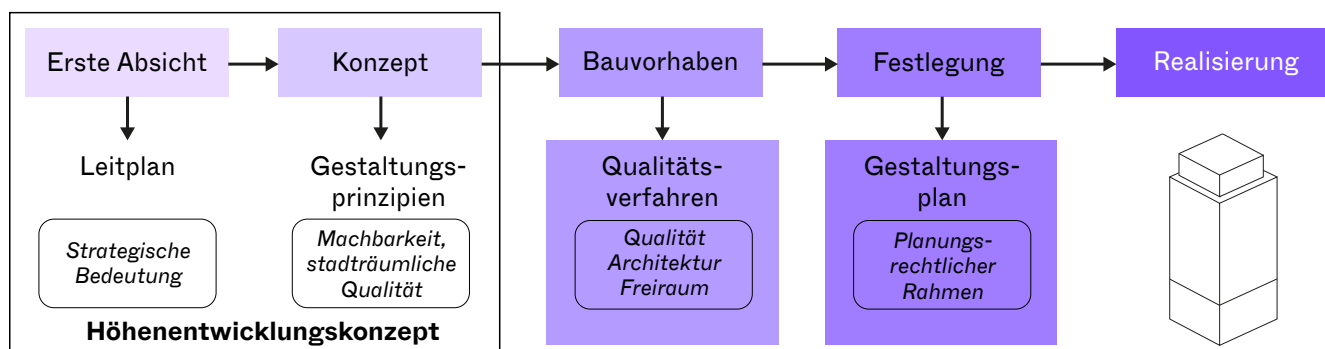 Erste Absicht
Konzept
Bauvorhaben
Festlegung
Realisierung
Leitplan
Gestaltungs-
prinzipien
Qualitäts-
verfahren
Gestaltungs-
plan
Strategische
Bedeutung
Machbarkeit,
stadträumliche
Qualität
Qualität
Architektur
Freiraum
Planungs-
rechtlicher
Rahmen
Höhenentwicklungskonzept